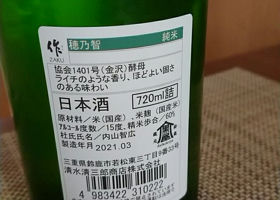 作
ZAKU
穂乃智
純米
協会1401号(金沢)酵母
ライチのような香り、ほどよい固さ
のある味わい
日本酒
720ml詰
原材料/米(国産)、米麹(国産米)
アルコール度数/15度、精米歩合/60%
杜氏氏名/内山智広
製造年月 2021.03
三重県鈴鹿市若松東三丁目9番33号
清水清三郎商店株式会社
4 983422 310222